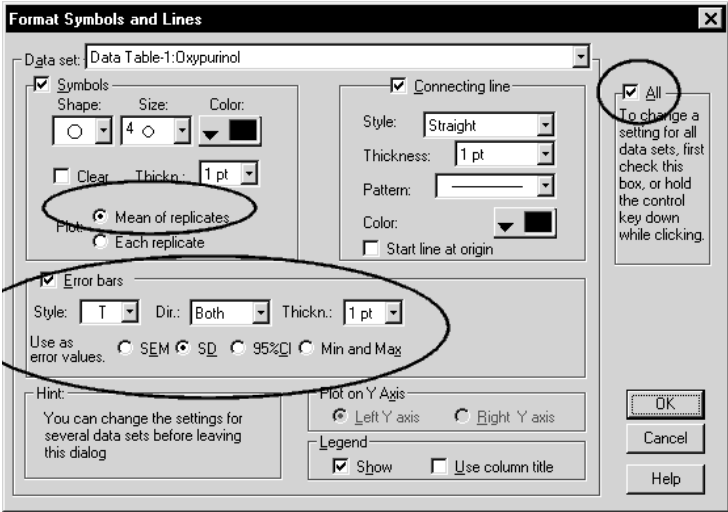 Format Symbols and Lines
Data set: Data Table-1:Oxypurinol
Symbols
Shape: Size: Color:
4
Clear Thickn.: 1 pt
Plot: Mean of replicates
Each replicate
Connecting line
Style: Straight
Thickness: 1 pt
Pattern:
Color:
Start line at origin
All
To change a
setting for all
data sets, first
check this
box, or hold
the control
key down
while clicking.
Error bars
Style: T Dir.: Both Thickn.: 1 pt
Use as
error values. SEM SD 95%CI Min and Max
Hint:
You can change the settings for
several data sets before leaving
this dialog
Plot on Y Axis
Left Y axis Right Y axis
Legend
Show Use column title
OK
Cancel
Help